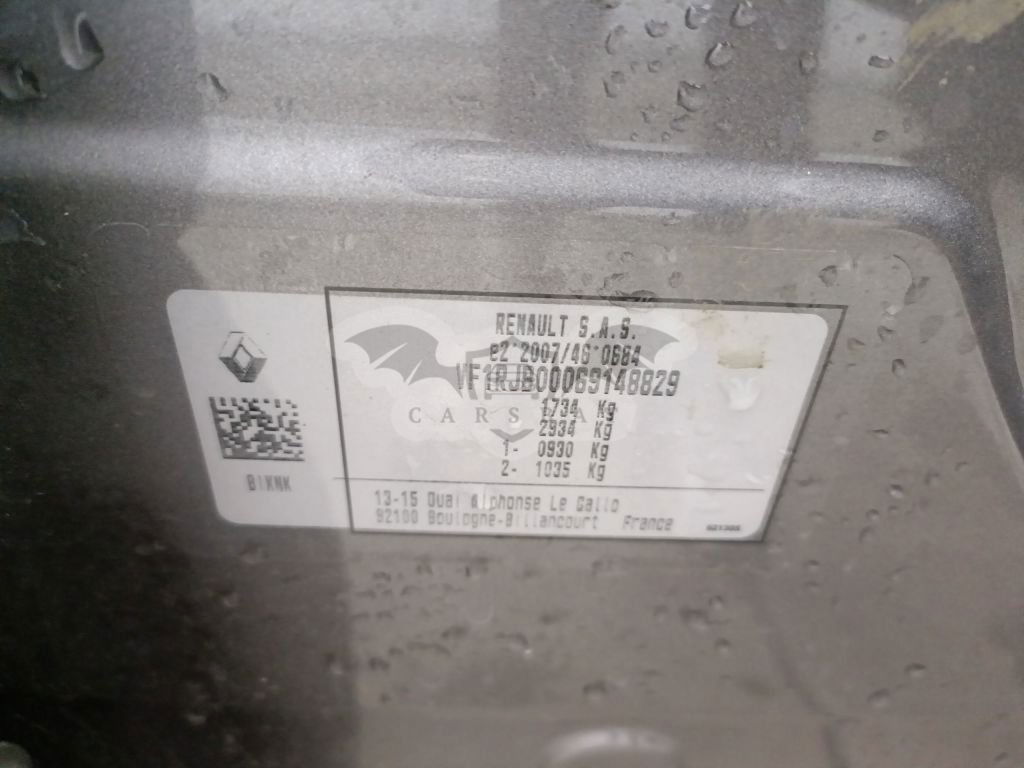 RENAULT S.A.S.
e2*2007/46*0684
VF1RJB00069148829
1734 Kg
2934 Kg
1- 0930 Kg
2- 1035 Kg
BIKNK
13-15 Quai Alphonse Le Gallo
92100 Boulogne-Billancourt France